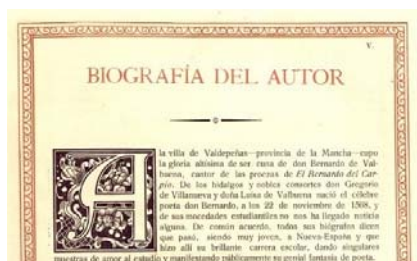 V.
BIOGRAFÍA DEL AUTOR
A la villa de Valdepeñas—provincia de la Mancha—cupo
la gloria altísima de ser cuna de don Bernardo de Val-
buena, cantor de las proezas de El Bernardo del Car-
pio. De los hidalgos y nobles consortes don Gregorio
de Villanueva y doña Luisa de Valbuena nació el célebre
poeta don Bernardo, a los 22 de noviembre de 1568, y
de sus mocedades estudiantiles no nos ha llegado noticia
alguna. De común acuerdo, todos sus biógrafos dicen
que pasó, siendo muy joven, a Nueva-España y que
hizo allí su brillante carrera escolar, dando singulares
muestras de amor al estudio y manifestando públicamente su genial fantasía de poeta.